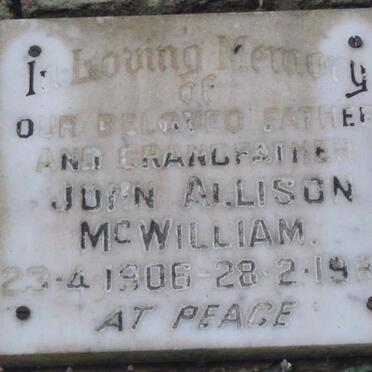 In Loving Memory
of
OUR BELOVED FATHER
AND GRANDFATHER
JOHN ALLISON
McWILLIAM.
23-4-1906-28-2-19
AT PEACE